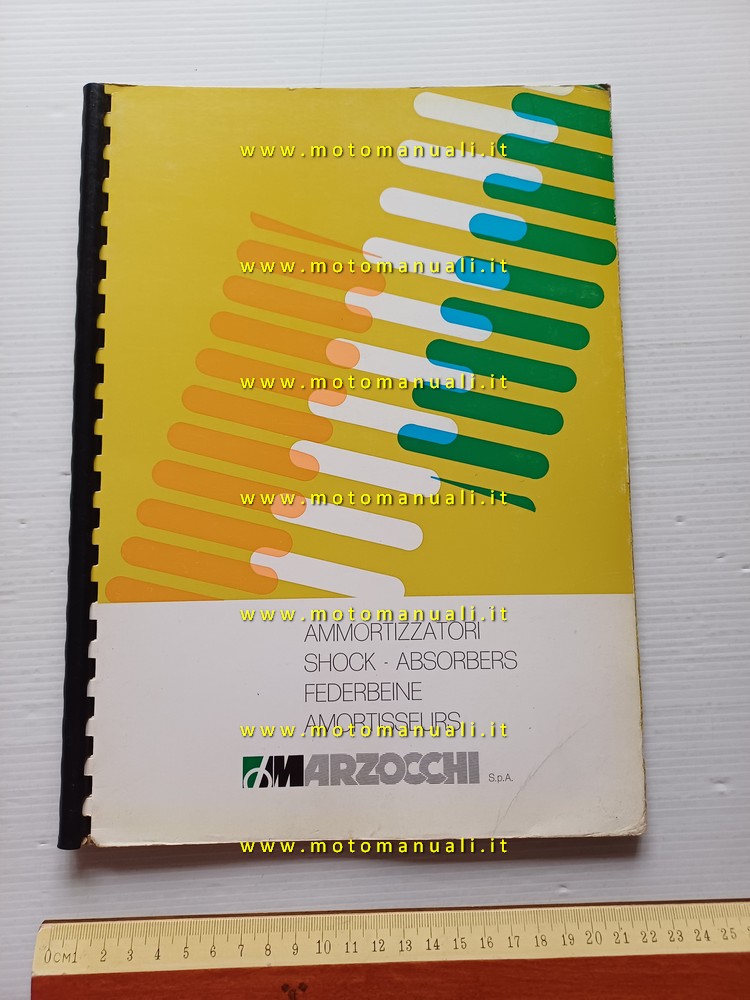 www.motomanuali.it
www.motomanuali.it
www.motomanuali.it
www.motomanuali.it
www.motomanuali.it
AMMORTIZZATORI
SHOCK - ABSORBERS
FEDERBEINE
AMORTISSEURS
www.motomanuali.it
MARZOCCHI S.p.A.
www.motomanuali.it
0 CM 1 2 3 4 5 6 7 8 9 10 11 12 13 14 15 16 17 18 19 20 21 22 23 24 25